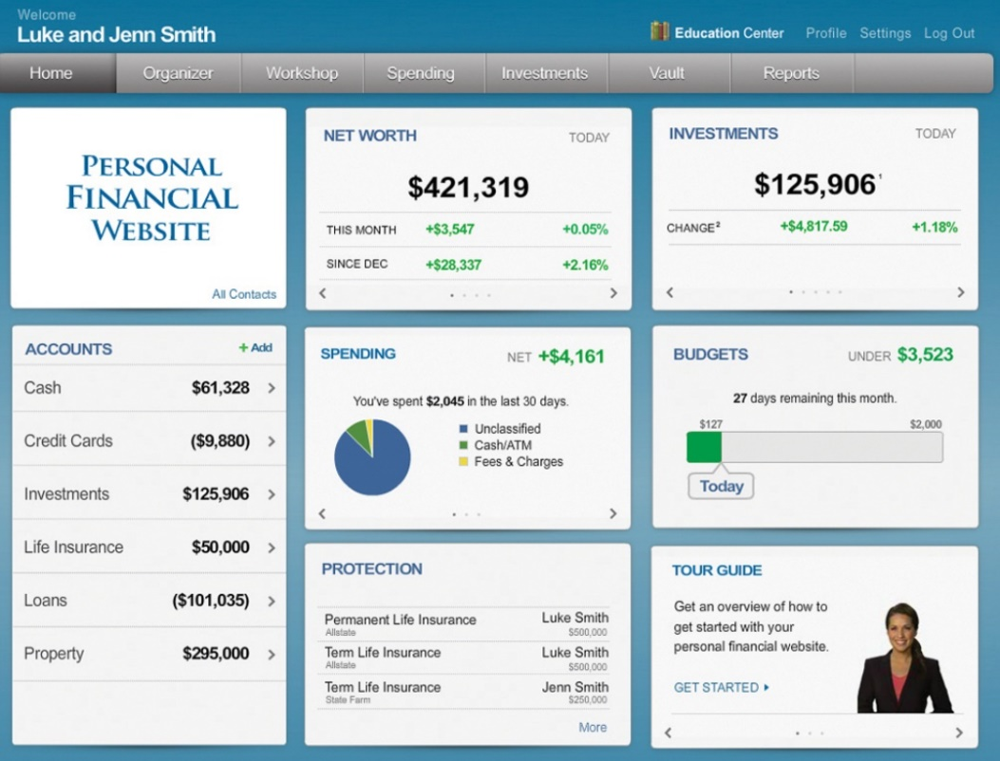 Welcome
Luke and Jenn Smith
Education Center Profile Settings Log Out
Home Organizer Workshop Spending Investments Vault Reports
PERSONAL
FINANCIAL
WEBSITE
All Contacts
NET WORTH TODAY
$421,319
THIS MONTH +$3,547 +0.05%
SINCE DEC +$28,337 +2.16%
INVESTMENTS TODAY
$125,906¹
CHANGE² +$4,817.59 +1.18%
ACCOUNTS + Add
Cash $61,328
Credit Cards ($9,880)
Investments $125,906
Life Insurance $50,000
Loans ($101,035)
Property $295,000
SPENDING NET +$4,161
You've spent $2,045 in the last 30 days.
Unclassified
Cash/ATM
Fees & Charges
BUDGETS UNDER $3,523
27 days remaining this month.
$127 $2,000
Today
PROTECTION
Permanent Life Insurance Luke Smith
Allstate $500,000
Term Life Insurance Luke Smith
Allstate $500,000
Term Life Insurance Jenn Smith
State Farm $250,000
More
TOUR GUIDE
Get an overview of how to
get started with your
personal financial website.
GET STARTED